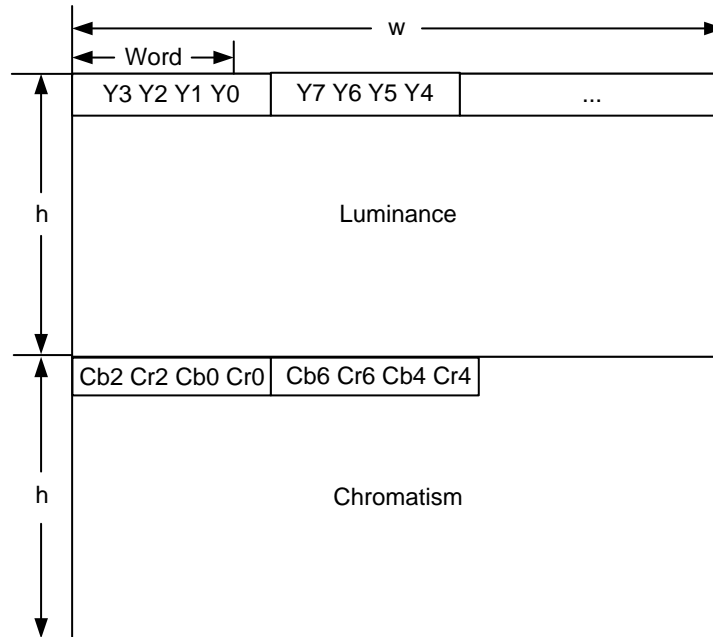 w
Word
Y3 Y2 Y1 Y0 Y7 Y6 Y5 Y4 ...
h
Luminance
Cb2 Cr2 Cb0 Cr0 Cb6 Cr6 Cb4 Cr4
h
Chromatism